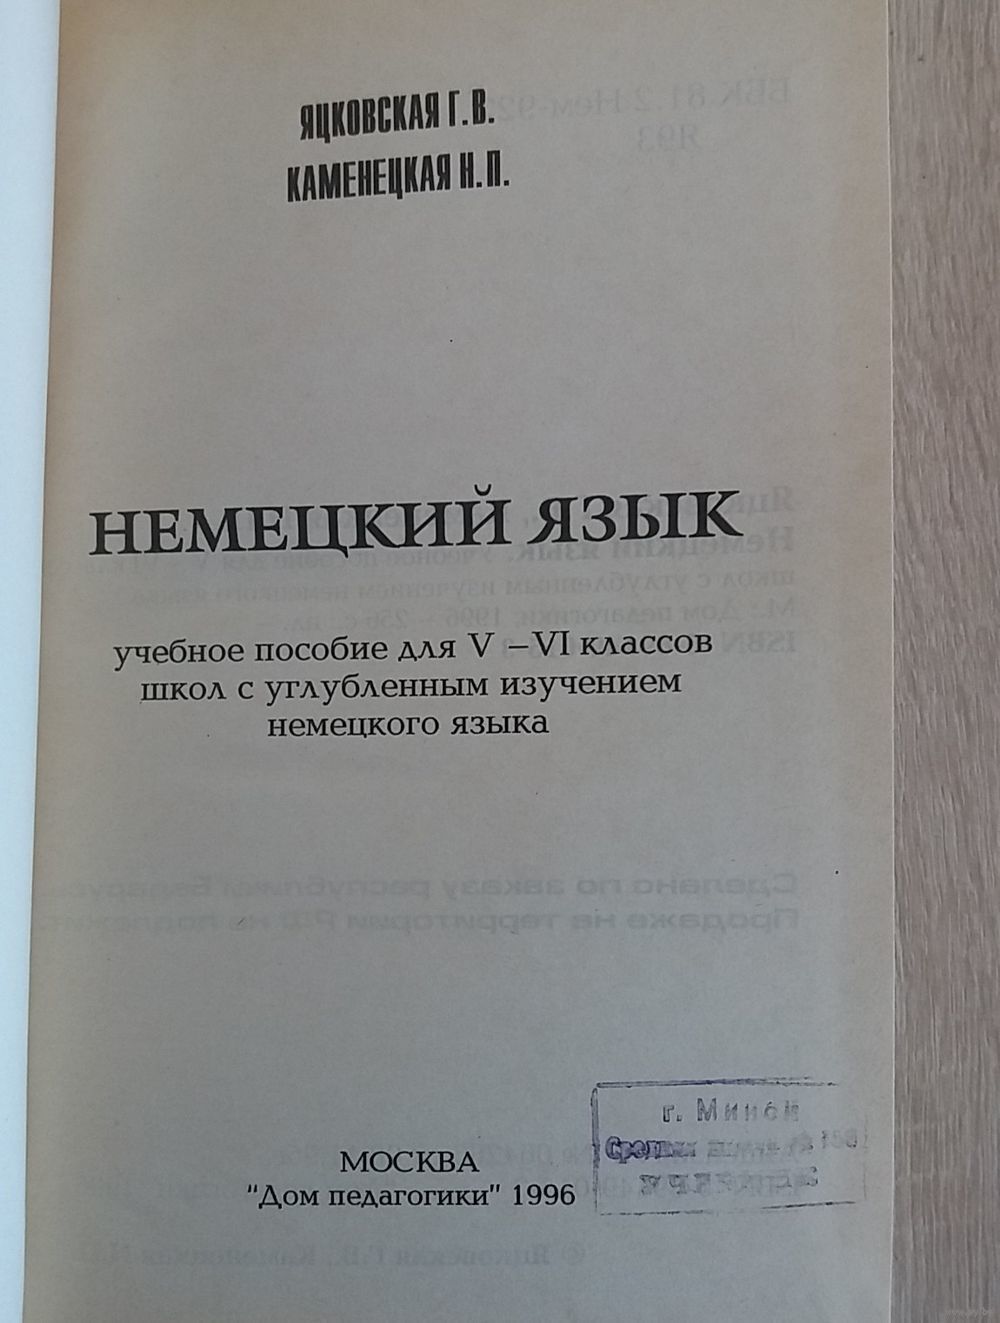 ЯЦКОВСКАЯ Г.В.
КАМЕНЕЦКАЯ Н.П.
НЕМЕЦКИЙ ЯЗЫК
учебное пособие для V – VI классов
школ с углубленным изучением
немецкого языка
МОСКВА
"Дом педагогики" 1996
г. Минск
Средняя